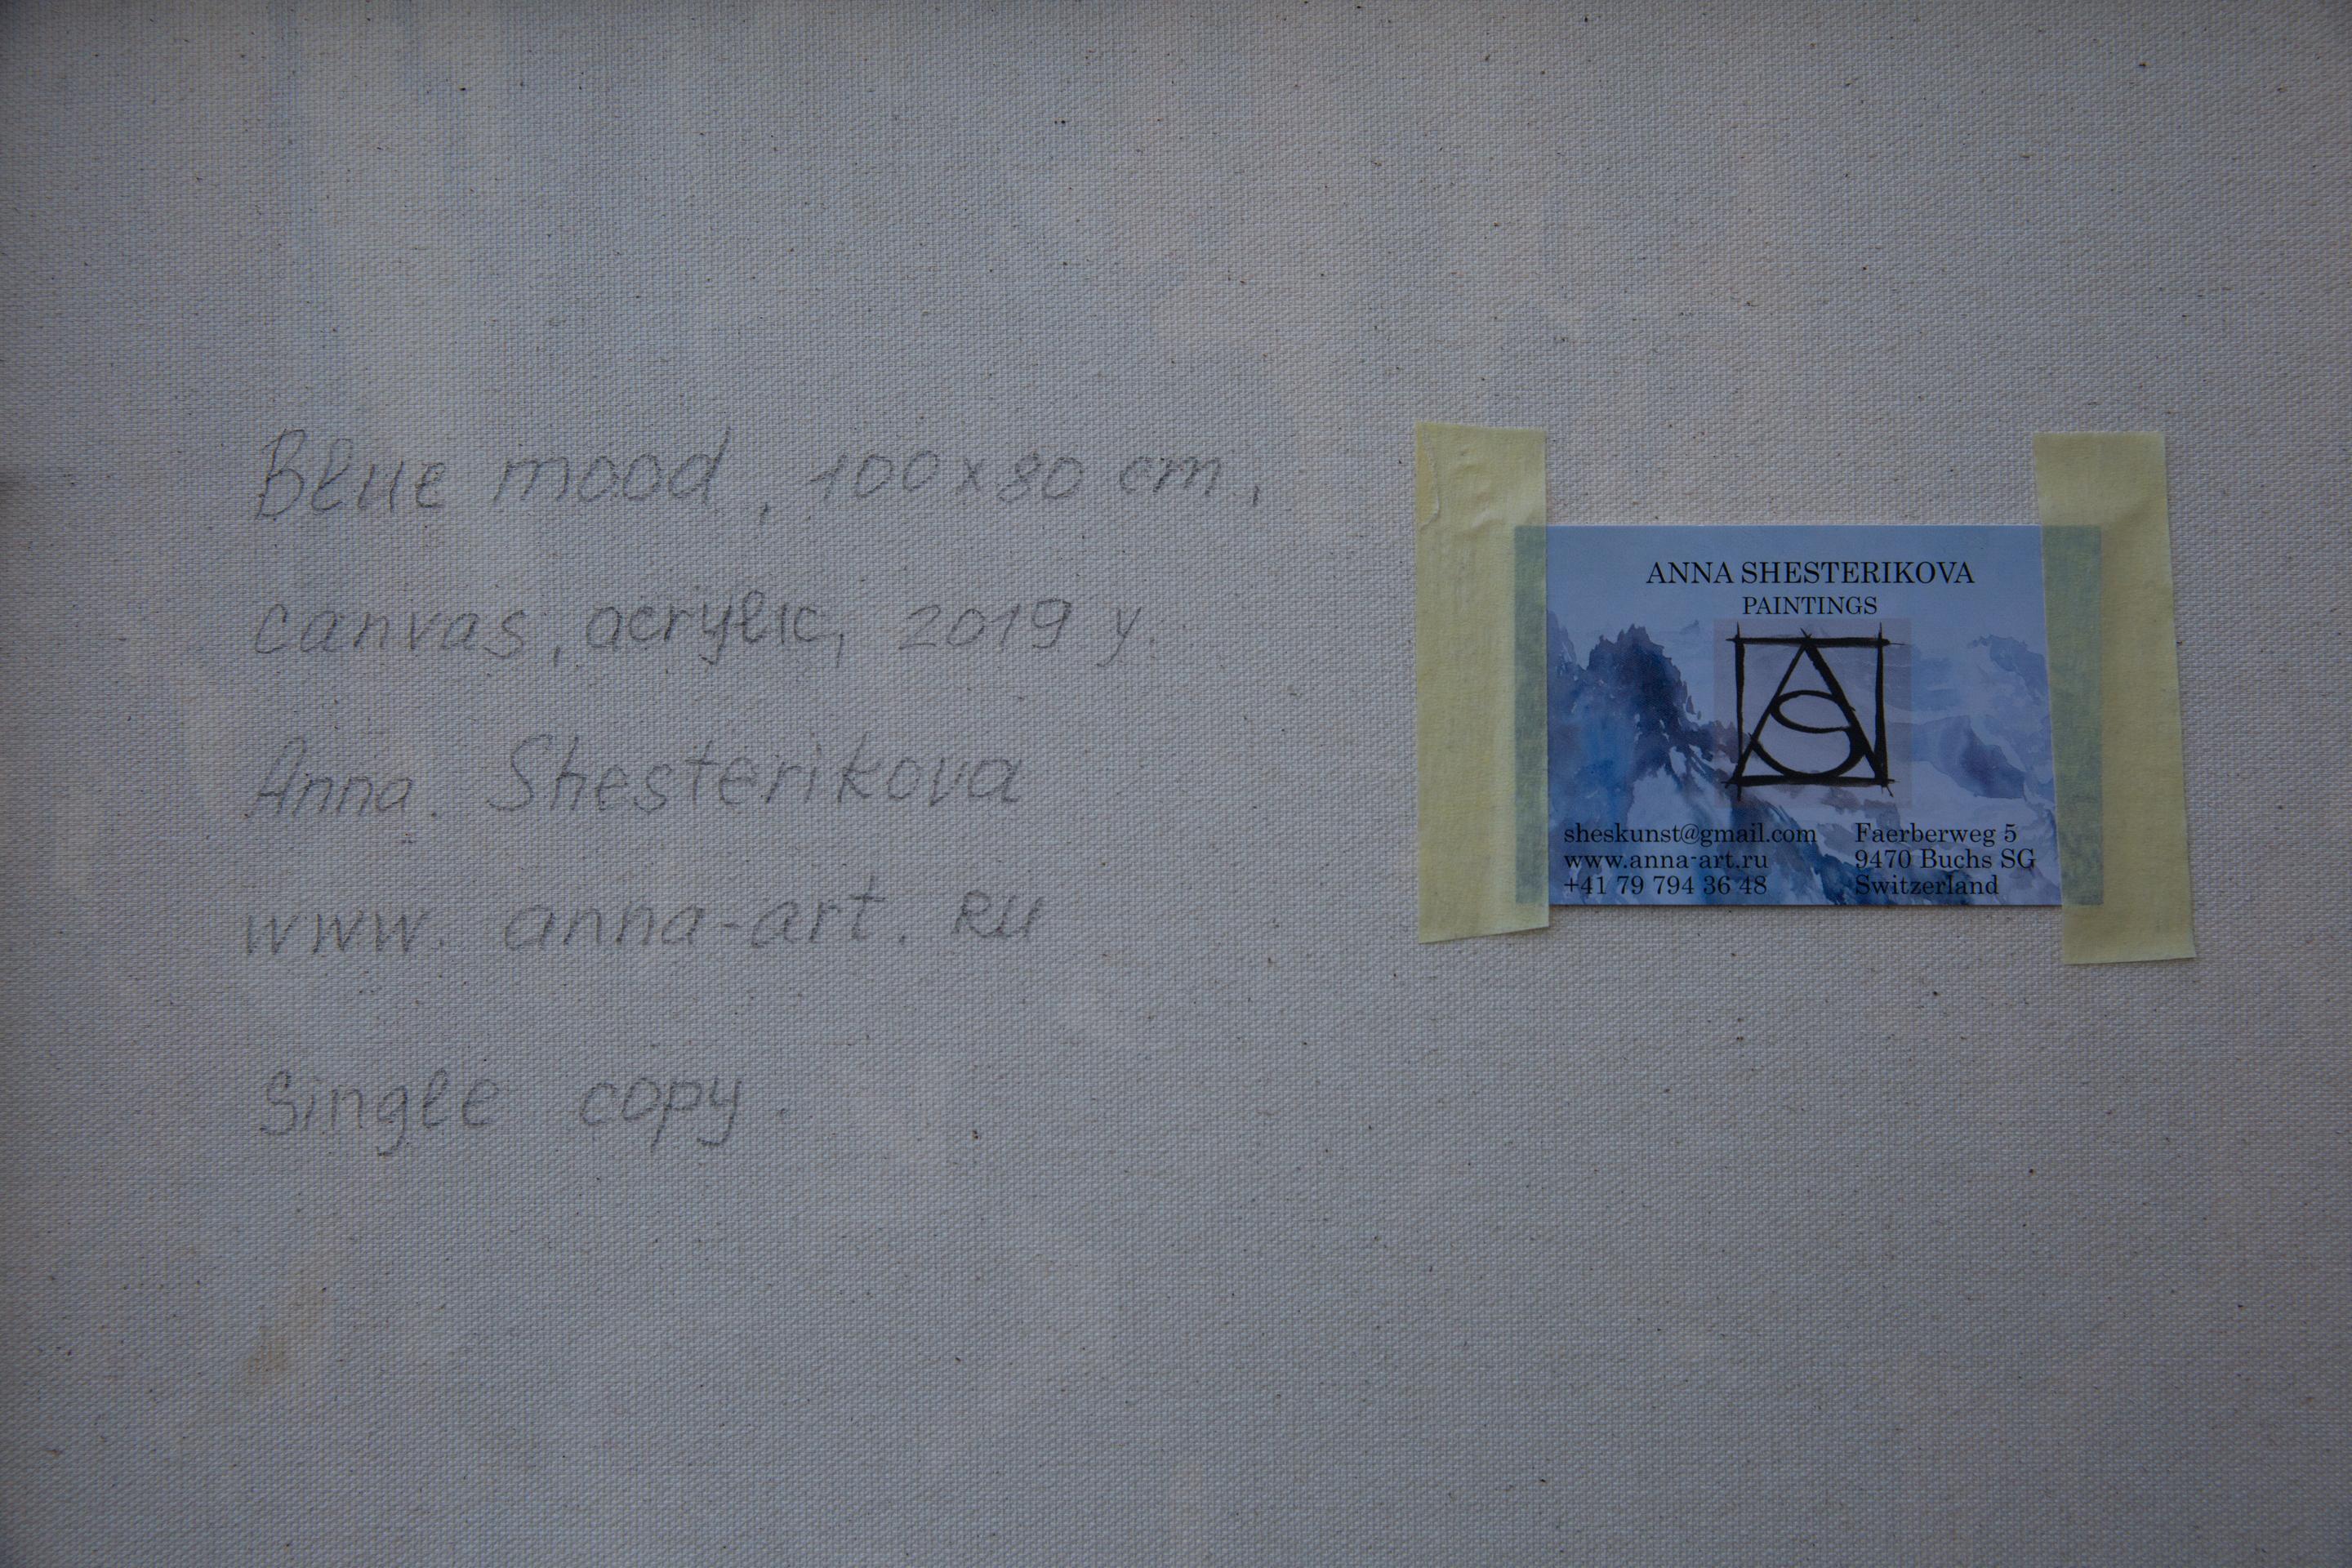 Blue mood, 100x80 cm,
canvas, acrylic, 2019 y.
Anna Shesterikova
www.anna-art.ru
Single copy.
ANNA SHESTERIKOVA
PAINTINGS
sheskunst@gmail.com
www.anna-art.ru
+41 79 794 36 48
Faerberweg 5
9470 Buchs SG
Switzerland